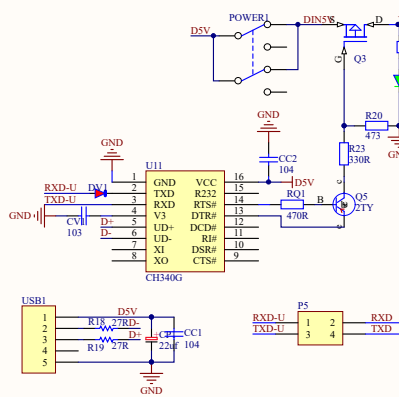 POWER1
D5V
DIN5V
S
D
G
Q3
GND
R20
473
GND
CC2
104
R23
330R
U11
RXD-U
DV1
TXD-U
GND
CV1
103
D+
D-
1 GND VCC 16
2 TXD R232 15
3 RXD RTS# 14
4 V3 DTR# 13
5 UD+ DCD# 12
6 UD- RI# 11
7 XI DSR# 10
8 XO CTS# 9
CH340G
D5V
RQ1
470R
B
c
Q5
2TY
USB1
1
2
3
4
5
D5V
R18 27R D-
D+
R19 27R
22uf
CC1
104
GND
P5
RXD-U 1 2 RXD
TXD-U 3 4 TXD